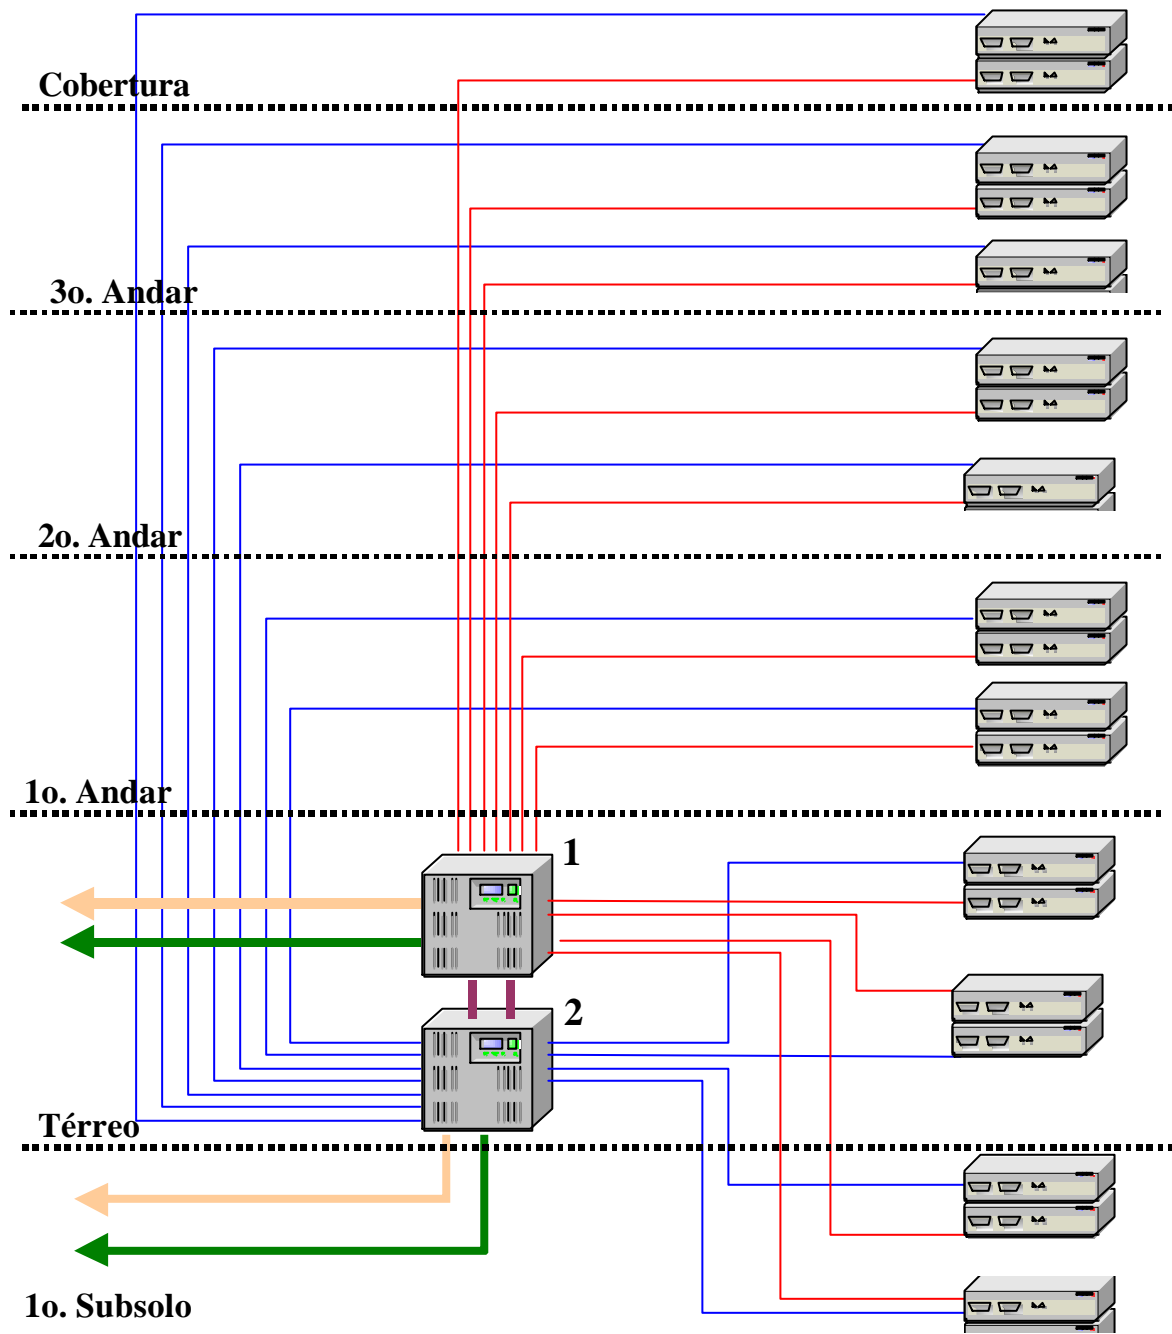 Cobertura
3o. Andar
2o. Andar
1o. Andar
1
2
Térreo
1o. Subsolo